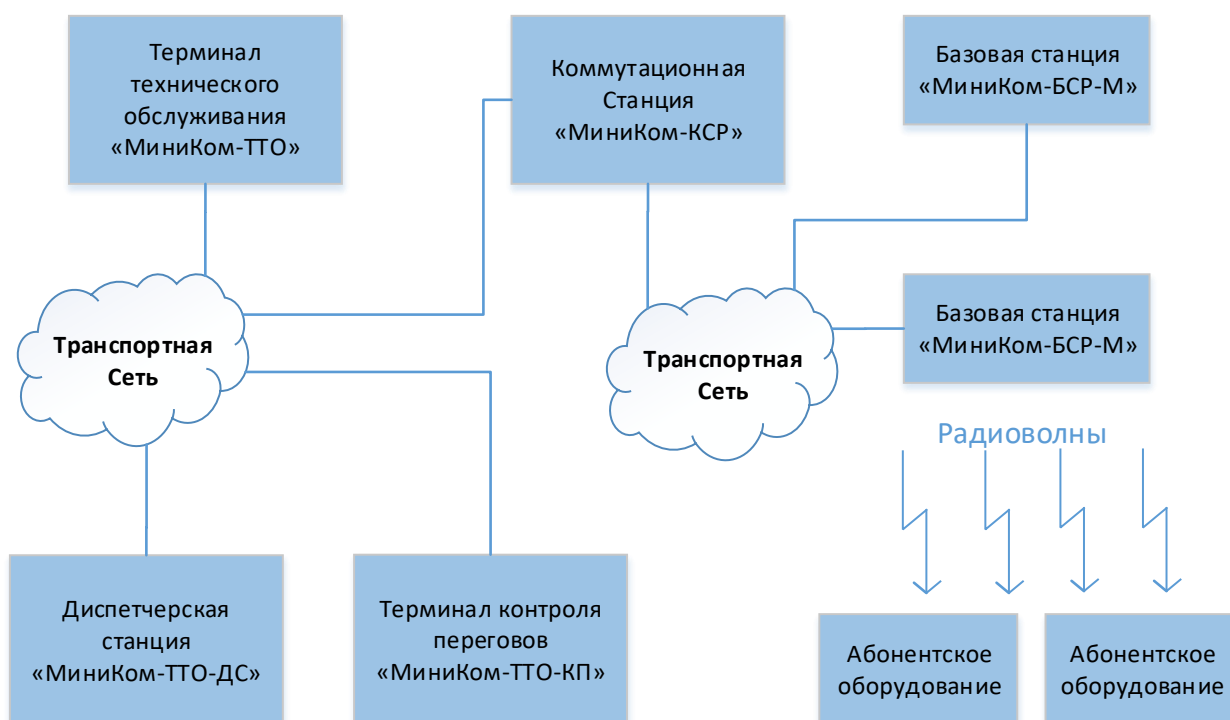 Терминал
технического
обслуживания
«МиниКом-ТТО»
Коммутационная
Станция
«МиниКом-КСР»
Базовая станция
«МиниКом-БСР-М»
Транспортная
Сеть
Транспортная
Сеть
Базовая станция
«МиниКом-БСР-М»
Радиоволны
Диспетчерская
станция
«МиниКом-ТТО-ДС»
Терминал контроля
переговов
«МиниКом-ТТО-КП»
Абонентское
оборудование
Абонентское
оборудование